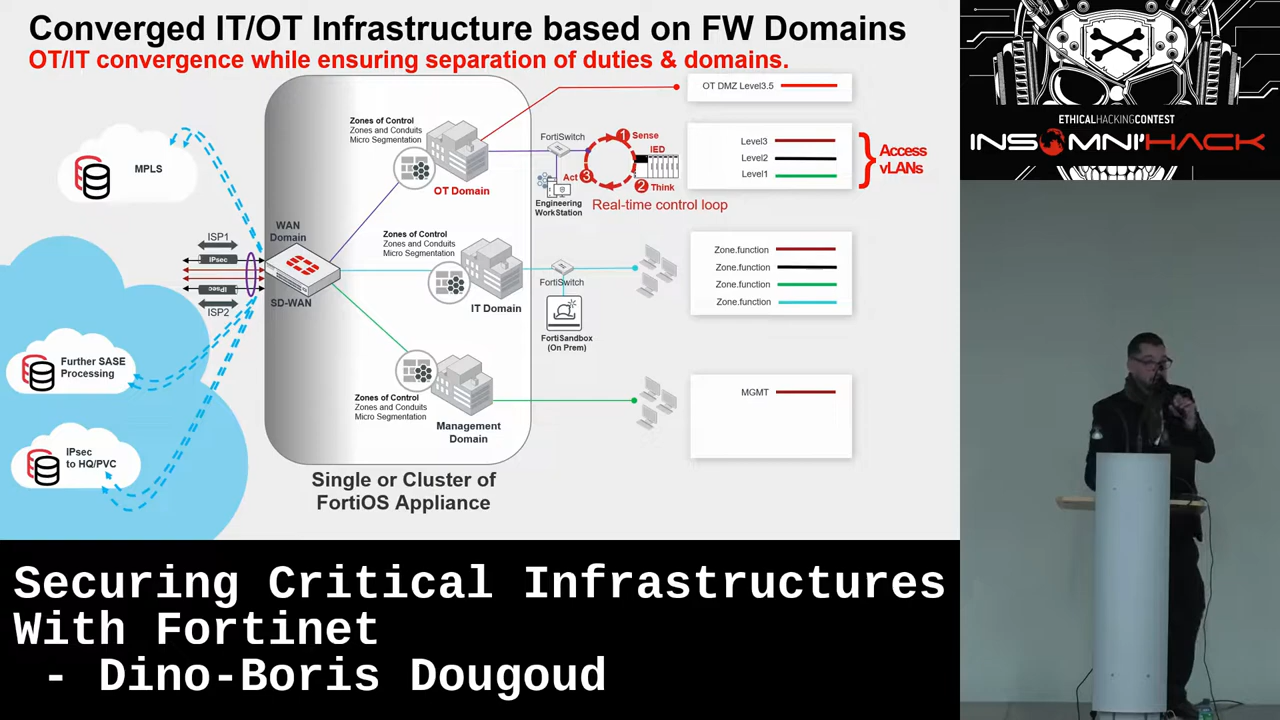 Converged IT/OT Infrastructure based on FW Domains
OT/IT convergence while ensuring separation of duties & domains.
MPLS
ISP1
IPsec
IPsec
ISP2
Further SASE
Processing
IPsec
to HQ/PVC
WAN
Domain
SD-WAN
Zones of Control
Zones and Conduits
Micro Segmentation
OT Domain
Zones of Control
Zones and Conduits
Micro Segmentation
IT Domain
Zones of Control
Zones and Conduits
Micro Segmentation
Management
Domain
Single or Cluster of
FortiOS Appliance
FortiSwitch
Engineering
WorkStation
1 Sense
IED
2 Think
Act 3
Real-time control loop
FortiSwitch
FortiSandbox
(On Prem)
OT DMZ Level3.5
Level3
Level2
Level1
Access
vLANs
Zone.function
Zone.function
Zone.function
Zone.function
MGMT
ETHICALHACKINGCONTEST
INSOMNI'HACK
Securing Critical Infrastructures
With Fortinet
- Dino-Boris Dougoud